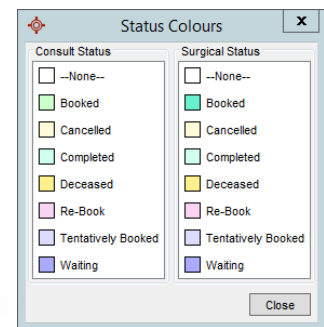 Status Colours
x
Consult Status
--None--
Booked
Cancelled
Completed
Deceased
Re-Book
Tentatively Booked
Waiting
Surgical Status
--None--
Booked
Cancelled
Completed
Deceased
Re-Book
Tentatively Booked
Waiting
Close